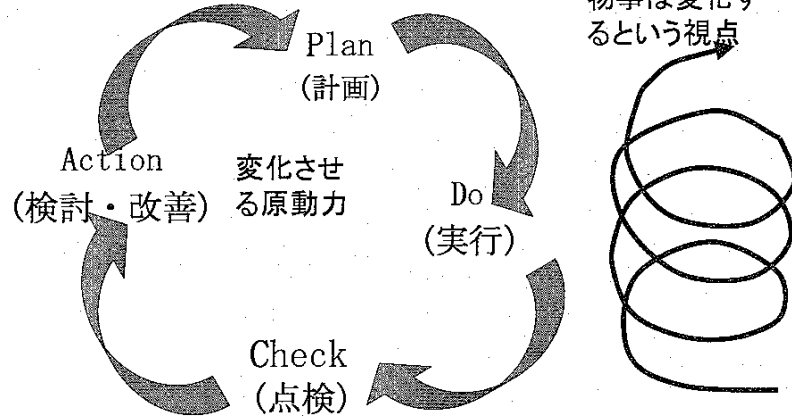 物事は変化す
るという視点
Plan
(計画)
Action
(検討・改善)
変化させ
る原動力
Do
(実行)
Check
(点検)